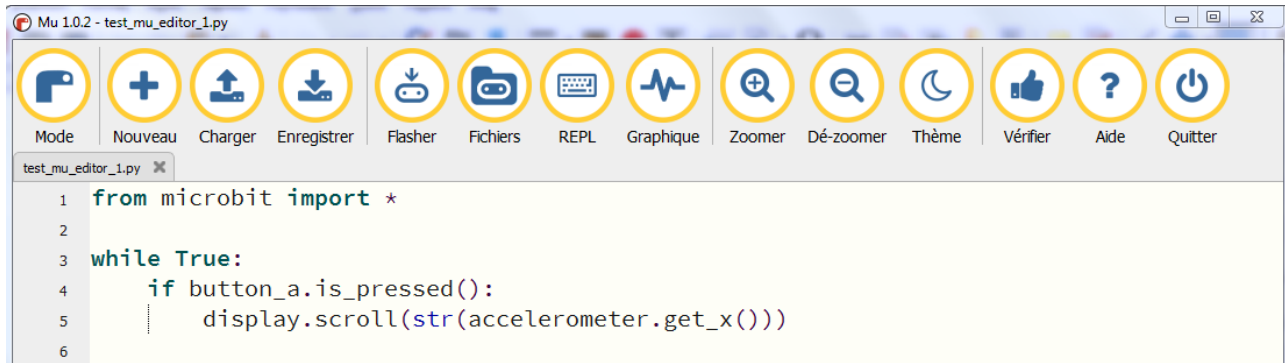 Mu 1.0.2 - test_mu_editor_1.py
Mode Nouveau Charger Enregistrer Flasher Fichiers REPL Graphique Zoomer Dé-zoomer Thème Vérifier Aide Quitter
test_mu_editor_1.py
1 from microbit import *
2
3 while True:
4     if button_a.is_pressed():
5         display.scroll(str(accelerometer.get_x()))
6